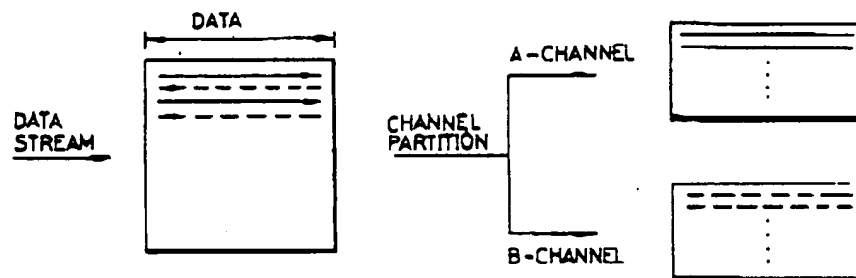 DATA
DATA
STREAM
CHANNEL
PARTITION
A-CHANNEL
B-CHANNEL